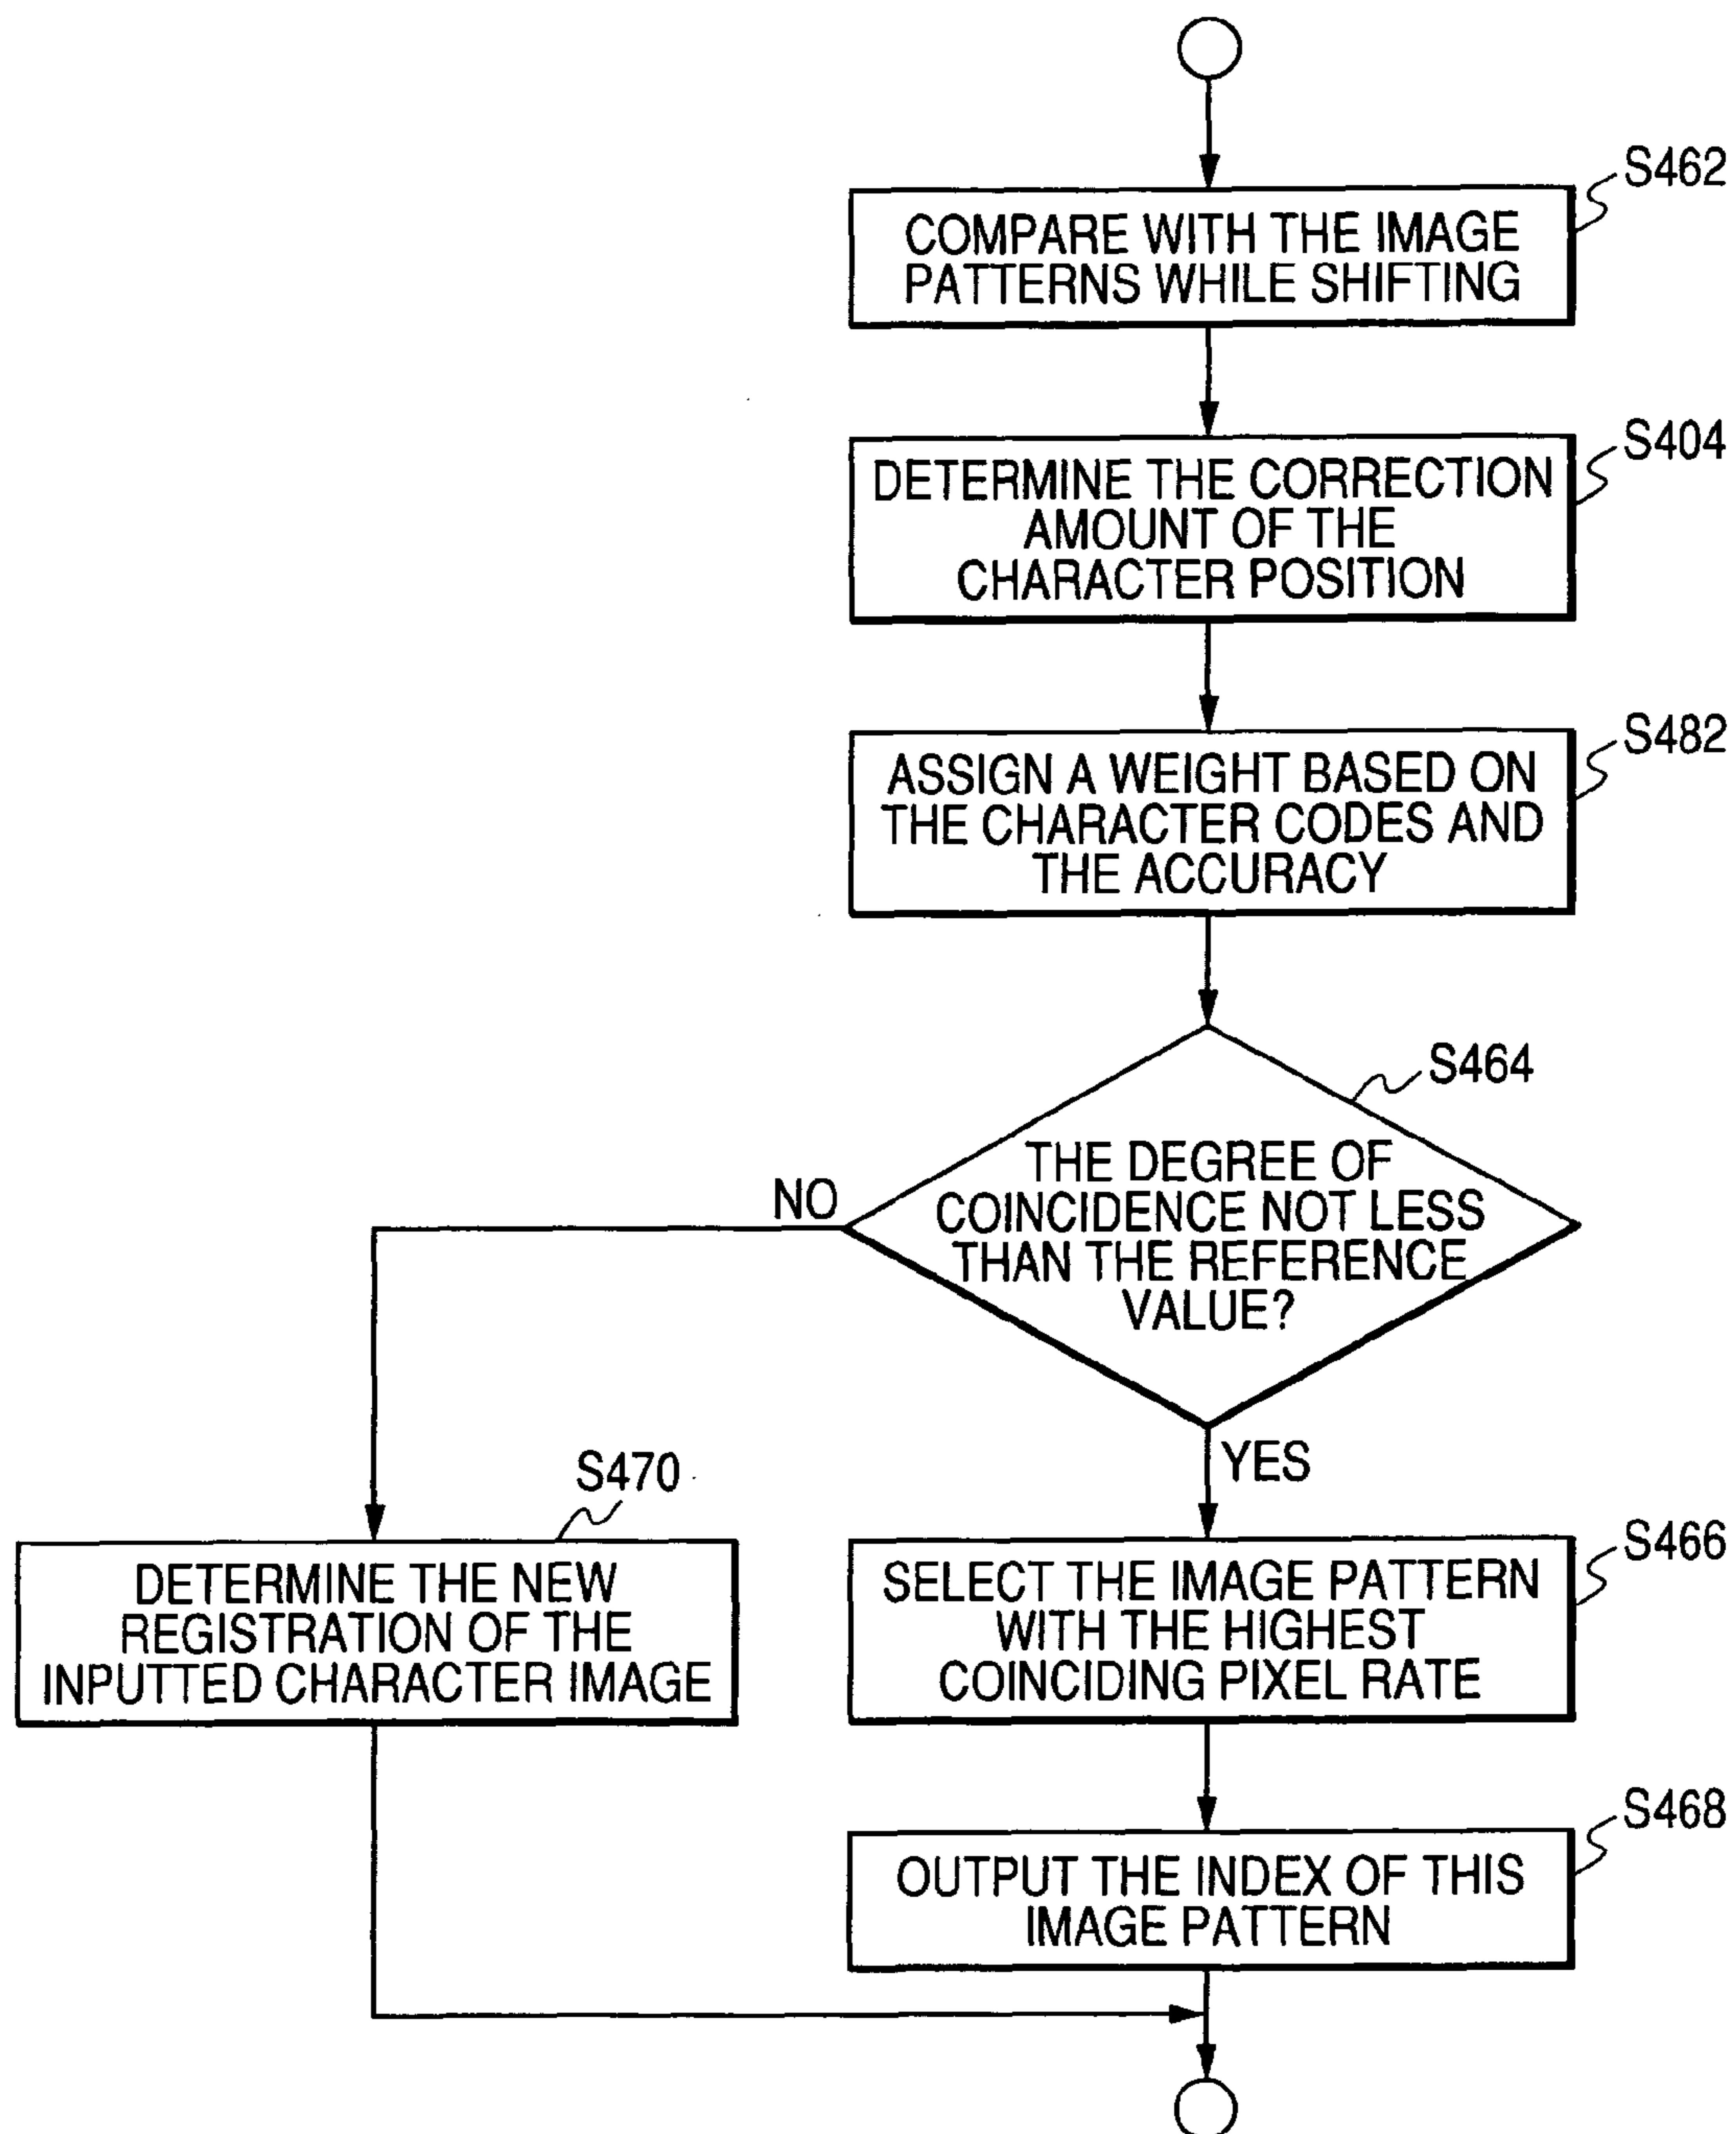 S462
COMPARE WITH THE IMAGE
PATTERNS WHILE SHIFTING
S404
DETERMINE THE CORRECTION
AMOUNT OF THE
CHARACTER POSITION
S482
ASSIGN A WEIGHT BASED ON
THE CHARACTER CODES AND
THE ACCURACY
S464
THE DEGREE OF
COINCIDENCE NOT LESS
THAN THE REFERENCE
VALUE?
NO
YES
S470
DETERMINE THE NEW
REGISTRATION OF THE
INPUTTED CHARACTER IMAGE
S466
SELECT THE IMAGE PATTERN
WITH THE HIGHEST
COINCIDING PIXEL RATE
S468
OUTPUT THE INDEX OF THIS
IMAGE PATTERN